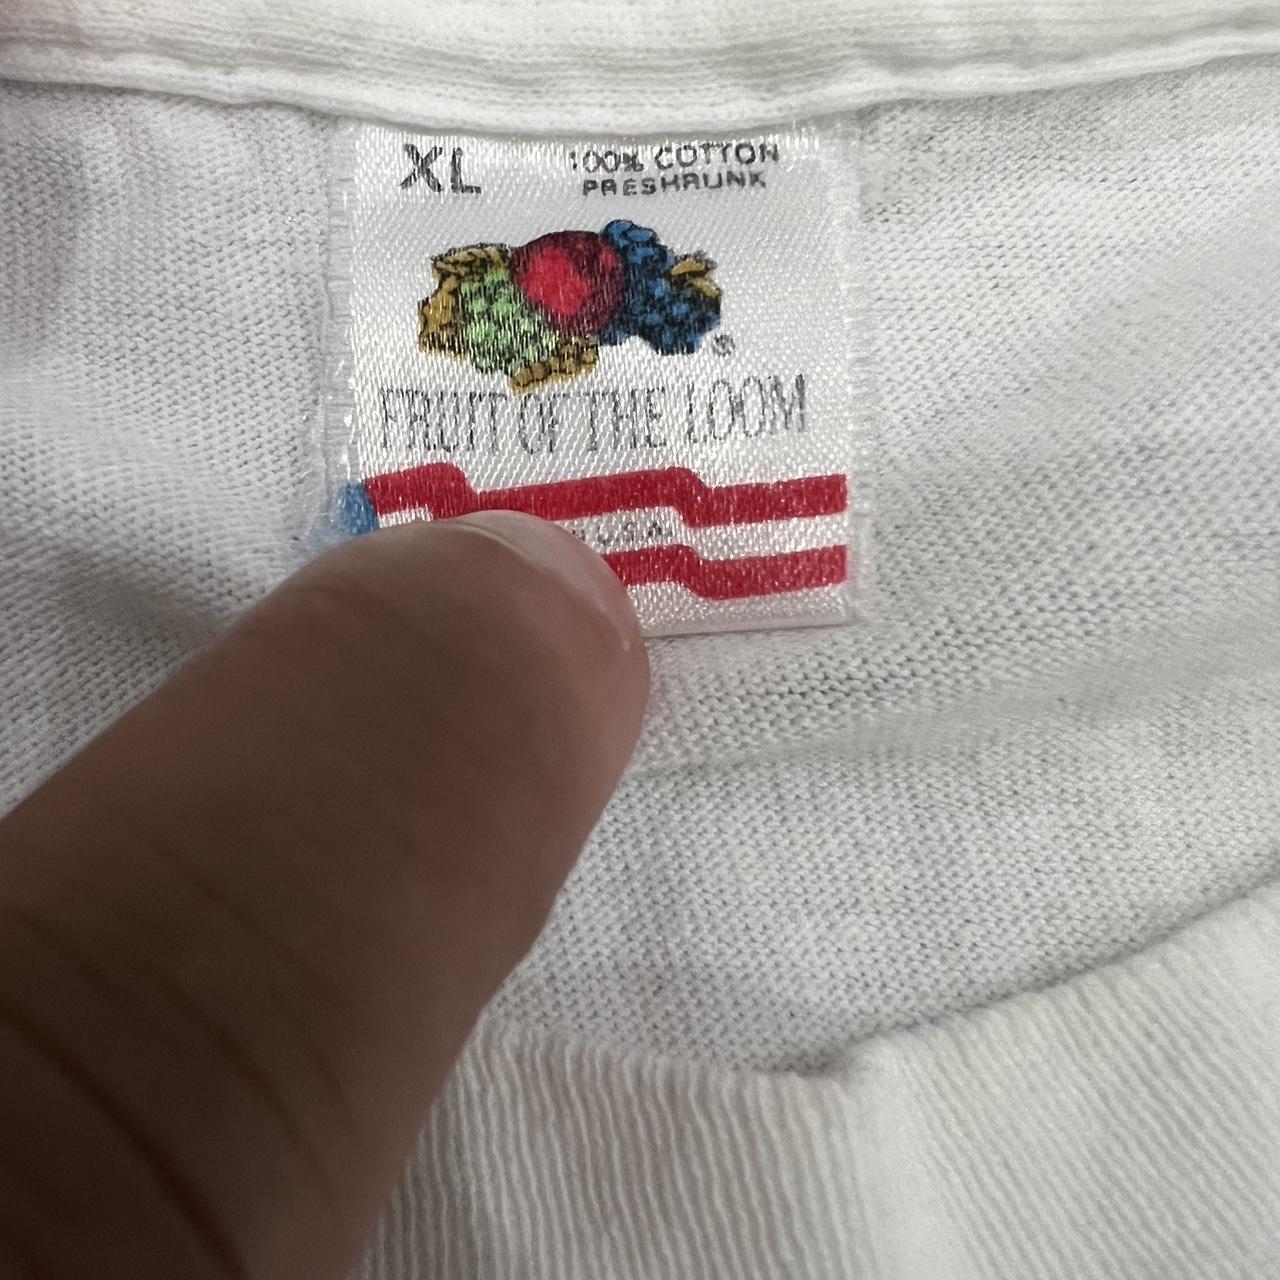 XL
100% COTTON
PRESHRUNK
®
FRUIT OF THE LOOM
U.S.A.